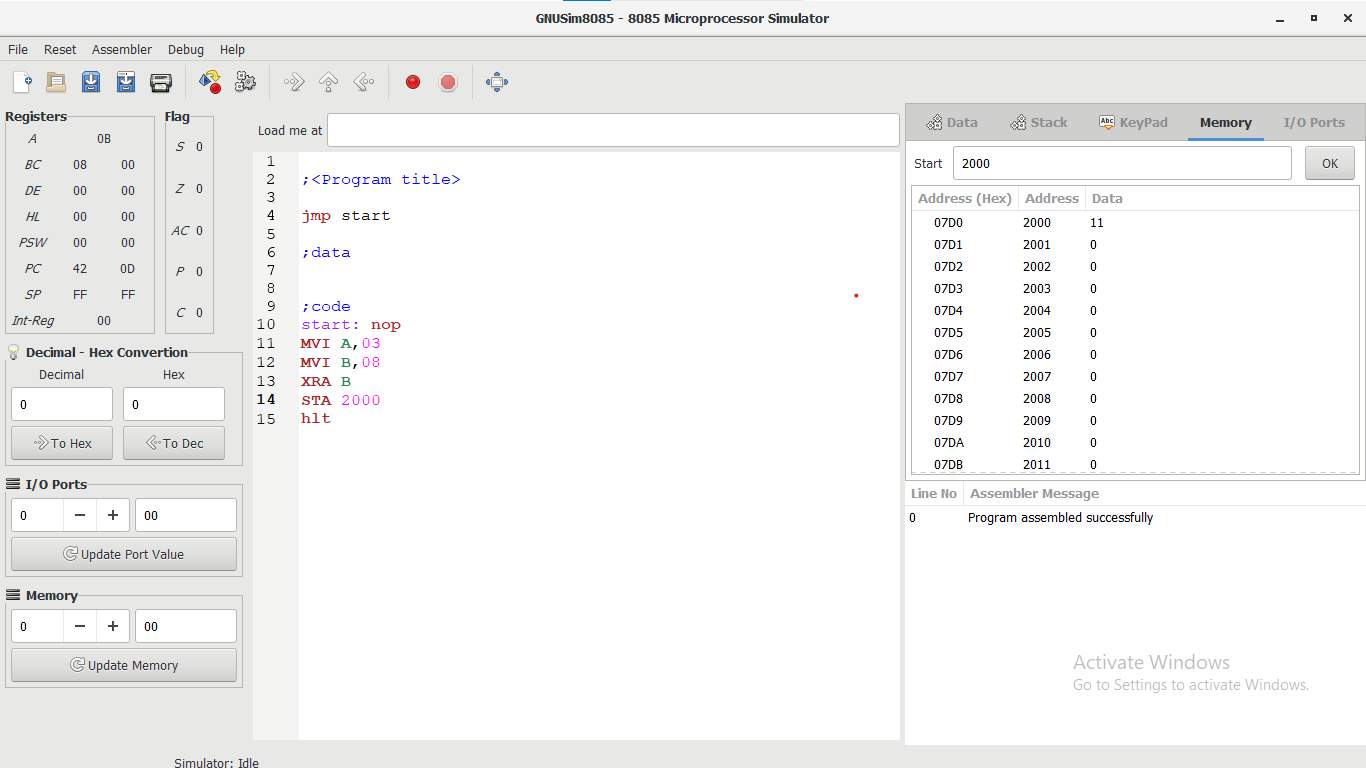 GNUSim8085 - 8085 Microprocessor Simulator
File Reset Assembler Debug Help
Registers
A 0B
BC 08 00
DE 00 00
HL 00 00
PSW 00 00
PC 42 0D
SP FF FF
Int-Reg 00
Flag
S 0
Z 0
AC 0
P 0
C 0
Decimal - Hex Convertion
Decimal Hex
0 0
To Hex To Dec
I/O Ports
0 00
Update Port Value
Memory
0 00
Update Memory
Load me at
1
2 ;<Program title>
3
4 jmp start
5
6 ;data
7
8
9 ;code
10 start: nop
11 MVI A,03
12 MVI B,08
13 XRA B
14 STA 2000
15 hlt
Data Stack Abc KeyPad Memory I/O Ports
Start 2000 OK
Address (Hex) Address Data
07D0 2000 11
07D1 2001 0
07D2 2002 0
07D3 2003 0
07D4 2004 0
07D5 2005 0
07D6 2006 0
07D7 2007 0
07D8 2008 0
07D9 2009 0
07DA 2010 0
07DB 2011 0
Line No Assembler Message
0 Program assembled successfully
Activate Windows
Go to Settings to activate Windows.
Simulator: Idle